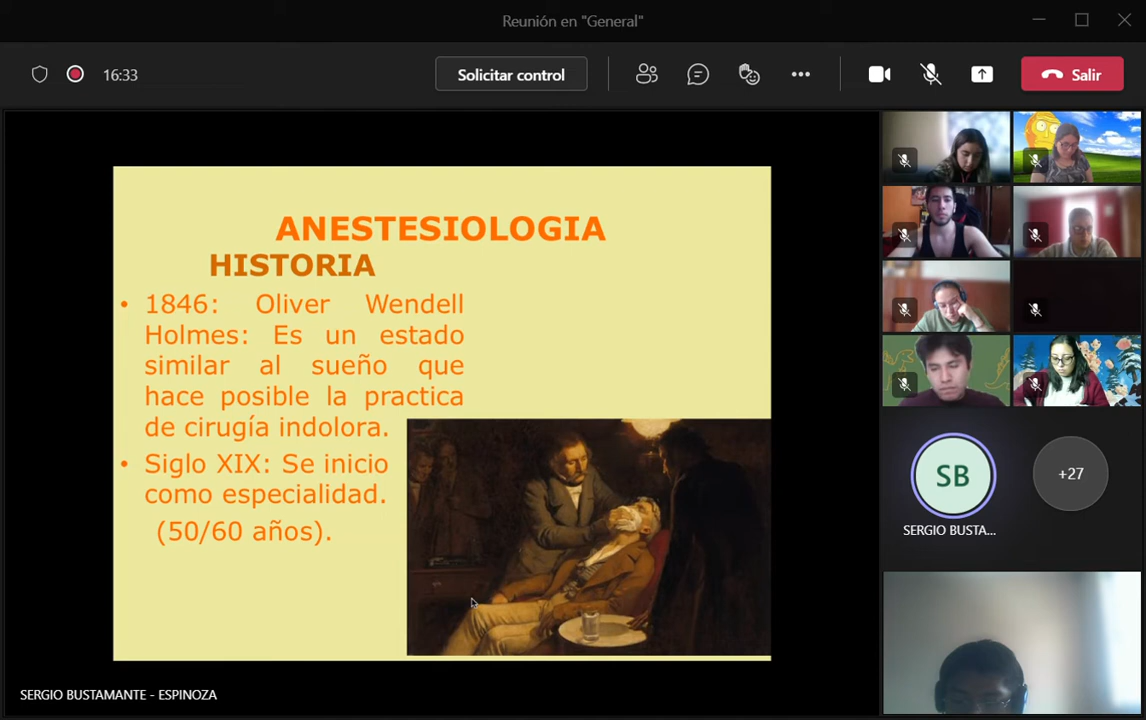 Reunión en "General"
16:33
Solicitar control
Salir
ANESTESIOLOGIA
HISTORIA
• 1846: Oliver Wendell
Holmes: Es un estado
similar al sueño que
hace posible la practica
de cirugía indolora.
• Siglo XIX: Se inicio
como especialidad.
(50/60 años).
SB
+27
SERGIO BUSTA...
SERGIO BUSTAMANTE - ESPINOZA